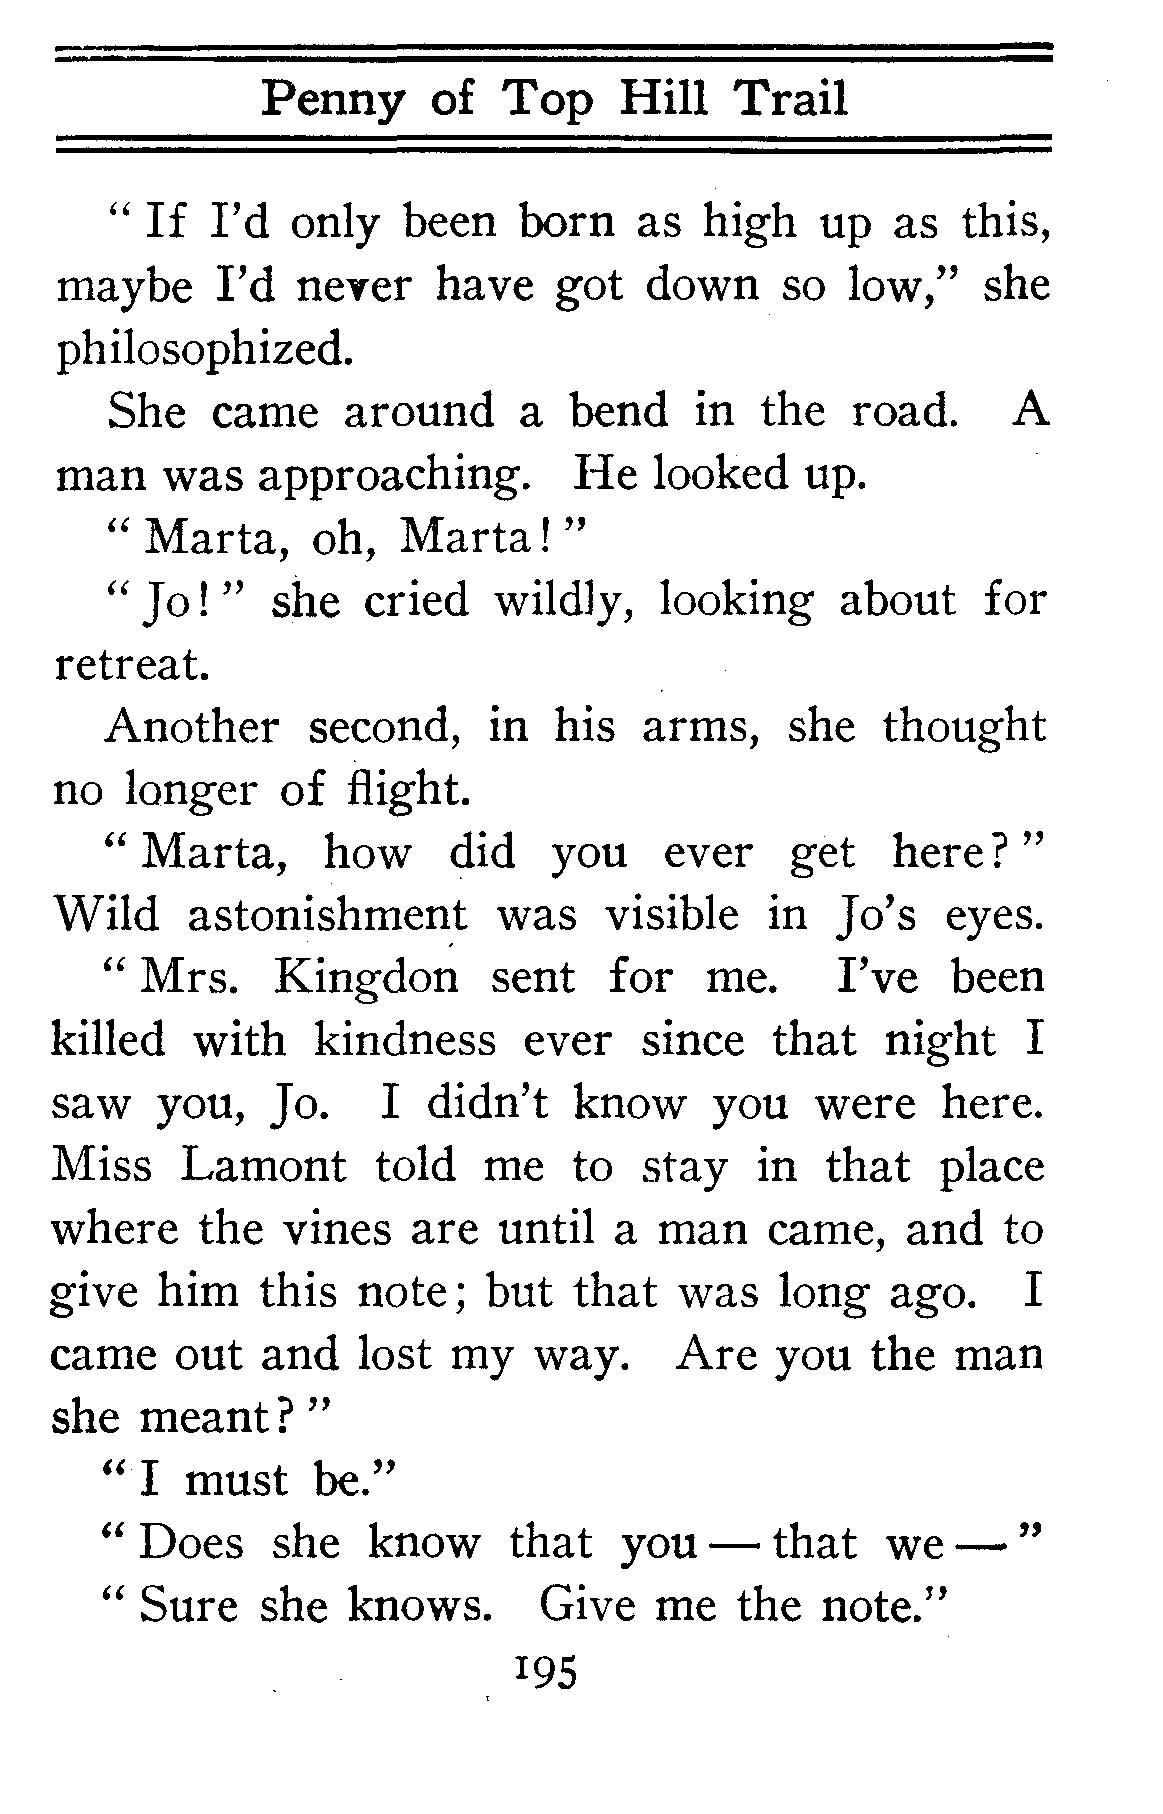 Penny of Top Hill Trail
“ If I’d only been born as high up as this,
maybe I’d never have got down so low,” she
philosophized.
She came around a bend in the road. A
man was approaching. He looked up.
“ Marta, oh, Marta! ”
“ Jo! ” she cried wildly, looking about for
retreat.
Another second, in his arms, she thought
no longer of flight.
“ Marta, how did you ever get here? ”
Wild astonishment was visible in Jo’s eyes.
“ Mrs. Kingdon sent for me. I’ve been
killed with kindness ever since that night I
saw you, Jo. I didn’t know you were here.
Miss Lamont told me to stay in that place
where the vines are until a man came, and to
give him this note; but that was long ago. I
came out and lost my way. Are you the man
she meant? ”
“ I must be.”
“ Does she know that you — that we — ”
“ Sure she knows. Give me the note.”
195